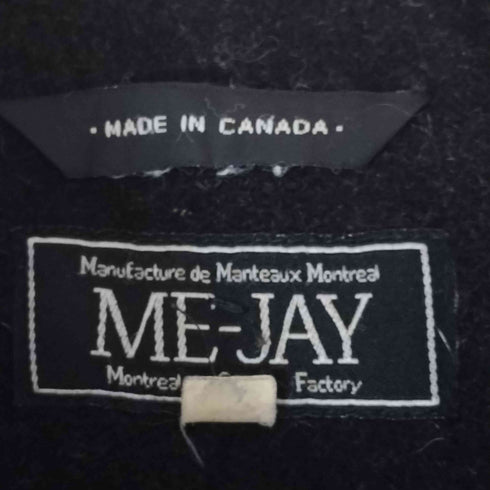 · MADE IN CANADA ·
Manufacture de Manteaux Montreal
ME-JAY
Montreal Factory